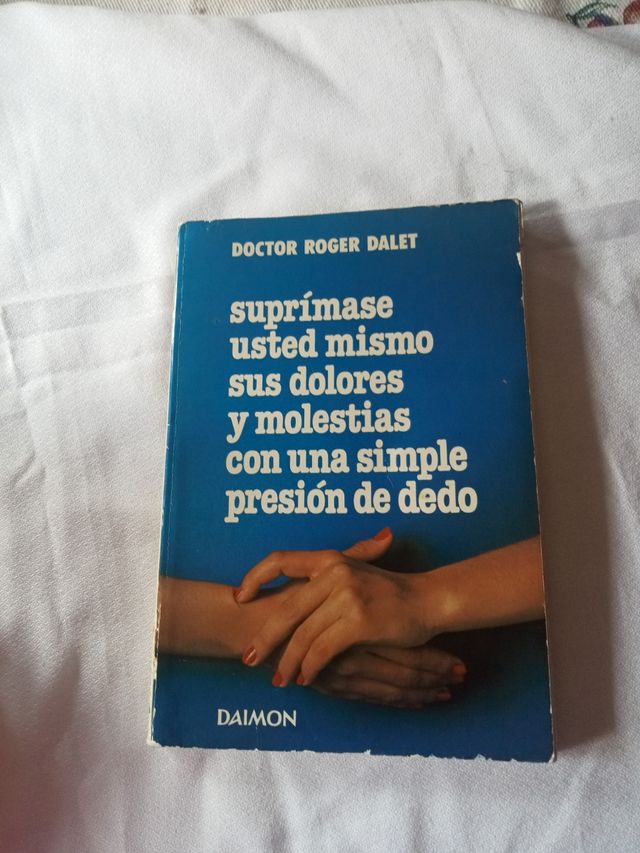 DOCTOR ROGER DALET
suprímase
usted mismo
sus dolores
y molestias
con una simple
presión de dedo
DAIMON